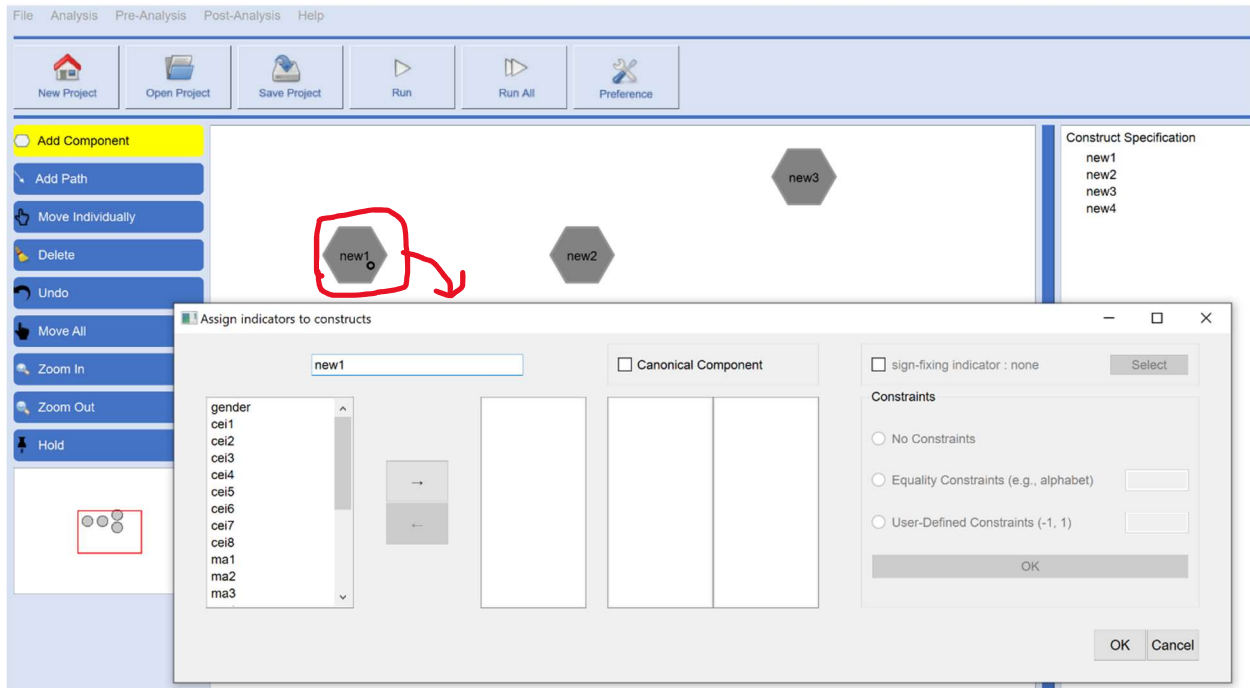 File Analysis Pre-Analysis Post-Analysis Help
New Project Open Project Save Project Run Run All Preference
Add Component
Add Path
Move Individually
Delete
Undo
Move All
Zoom In
Zoom Out
Hold
new1
new2
new3
Construct Specification
new1
new2
new3
new4
Assign indicators to constructs
new1
Canonical Component
sign-fixing indicator : none
Select
gender
cei1
cei2
cei3
cei4
cei5
cei6
cei7
cei8
ma1
ma2
ma3
→
←
Constraints
No Constraints
Equality Constraints (e.g., alphabet)
User-Defined Constraints (-1, 1)
OK
OK Cancel